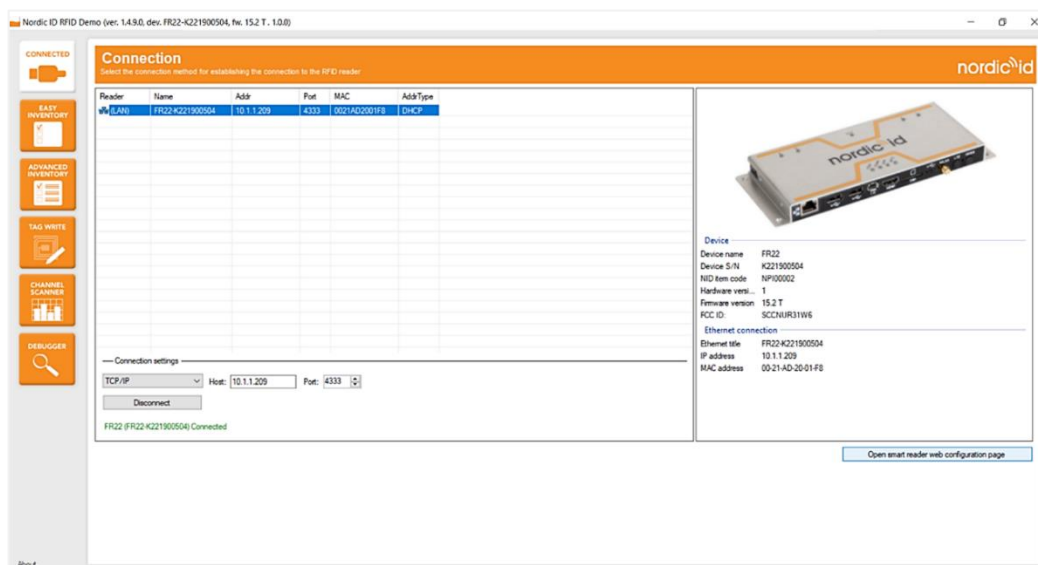 Nordic ID RFID Demo (ver. 1.4.9.0, dev. FR22-K221900504, fw. 15.2 T . 1.0.0)
CONNECTED
Connection
Select the connection method for establishing the connection to the RFID reader
nordic id
EASY
INVENTORY
ADVANCED
INVENTORY
TAG WRITE
CHANNEL
SCANNER
DEBUGGER
Reader Name Addr Port MAC AddrType
(LAN) FR22-K221900504 10.1.1.209 4333 0021AD2001F8 DHCP
nordic id
Device
Device name FR22
Device S/N K221900504
NID item code NPI00002
Hardware versi... 1
Firmware version 15.2 T
FCC ID: SCCNUR31W6
Ethernet connection
Ethernet title FR22-K221900504
IP address 10.1.1.209
MAC address 00-21-AD-20-01-F8
Connection settings
TCP/IP Host: 10.1.1.209 Port: 4333
Disconnect
FR22 (FR22-K221900504) Connected
Open smart reader web configuration page
About